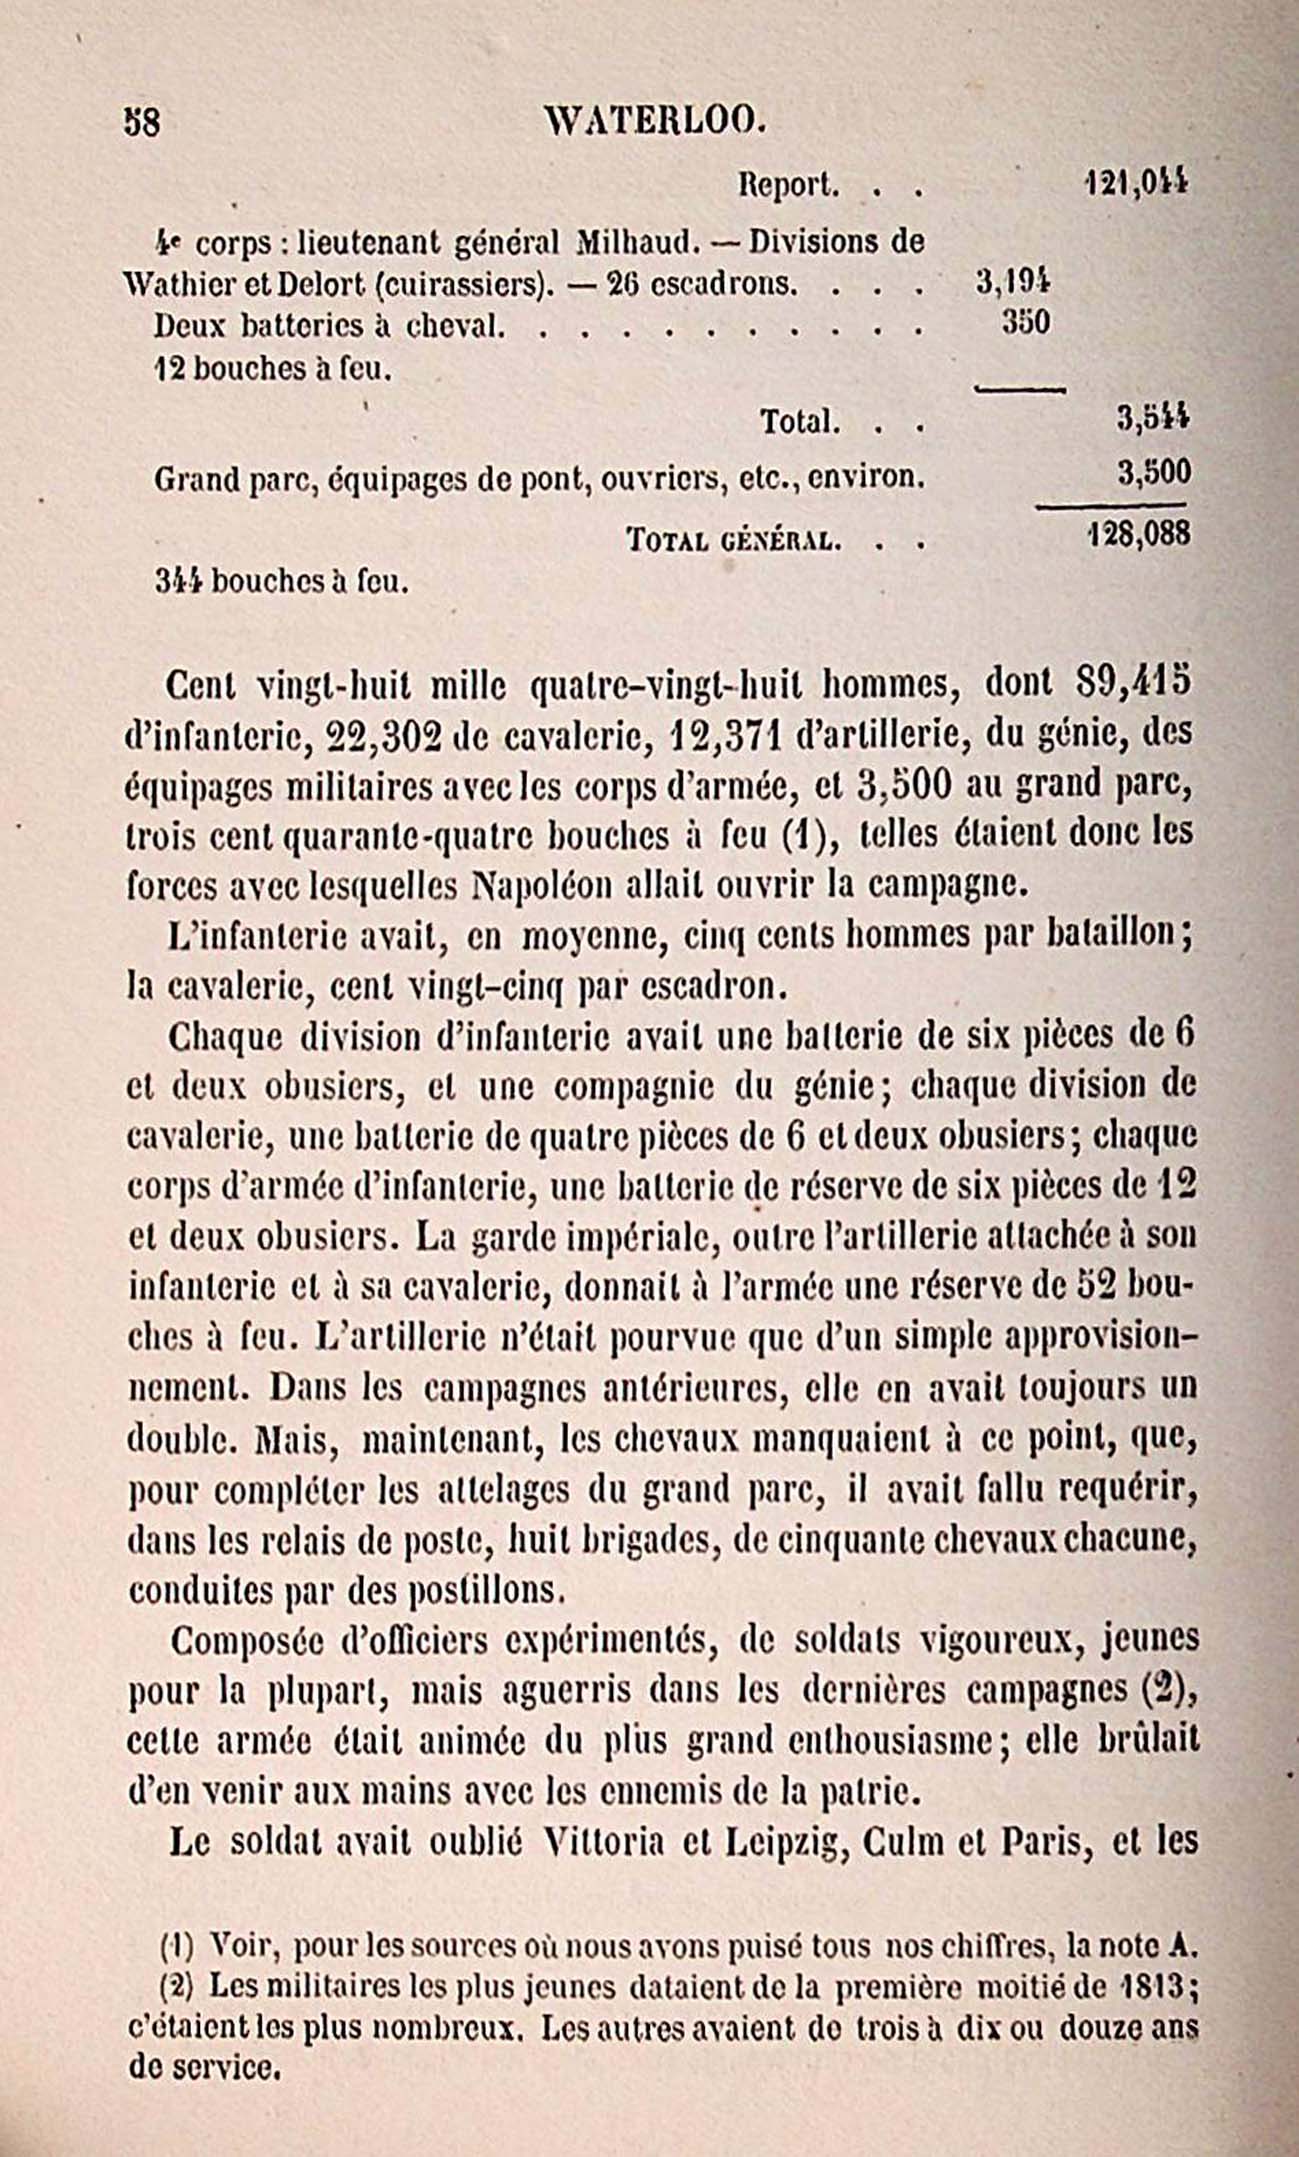 58 WATERLOO.
Report. . . 121,044
4e corps : lieutenant général Milhaud. — Divisions de
Wathier et Delort (cuirassiers). — 26 escadrons. . . . 3,194
Deux batteries à cheval. . . . . . . . . . . 350
12 bouches à feu.
Total. . . 3,544
Grand parc, équipages de pont, ouvriers, etc., environ. 3,500
TOTAL GÉNÉRAL. . . 128,088
344 bouches à feu.
Cent vingt-huit mille quatre-vingt-huit hommes, dont 89,415
d'infanterie, 22,302 de cavalerie, 12,371 d'artillerie, du génie, des
équipages militaires avec les corps d'armée, et 3,500 au grand parc,
trois cent quarante-quatre bouches à feu (1), telles étaient donc les
forces avec lesquelles Napoléon allait ouvrir la campagne.
L'infanterie avait, en moyenne, cinq cents hommes par bataillon;
la cavalerie, cent vingt-cinq par escadron.
Chaque division d'infanterie avait une batterie de six pièces de 6
et deux obusiers, et une compagnie du génie; chaque division de
cavalerie, une batterie de quatre pièces de 6 et deux obusiers; chaque
corps d'armée d'infanterie, une batterie de réserve de six pièces de 12
et deux obusiers. La garde impériale, outre l'artillerie attachée à son
infanterie et à sa cavalerie, donnait à l'armée une réserve de 52 bou-
ches à feu. L'artillerie n'était pourvue que d'un simple approvision-
nement. Dans les campagnes antérieures, elle en avait toujours un
double. Mais, maintenant, les chevaux manquaient à ce point, que,
pour compléter les attelages du grand parc, il avait fallu requérir,
dans les relais de poste, huit brigades, de cinquante chevaux chacune,
conduites par des postillons.
Composée d'officiers expérimentés, de soldats vigoureux, jeunes
pour la plupart, mais aguerris dans les dernières campagnes (2),
cette armée était animée du plus grand enthousiasme; elle brûlait
d'en venir aux mains avec les ennemis de la patrie.
Le soldat avait oublié Vittoria et Leipzig, Culm et Paris, et les
(1) Voir, pour les sources où nous avons puisé tous nos chiffres, la note A.
(2) Les militaires les plus jeunes dataient de la première moitié de 1813;
c'étaient les plus nombreux. Les autres avaient de trois à dix ou douze ans
de service.